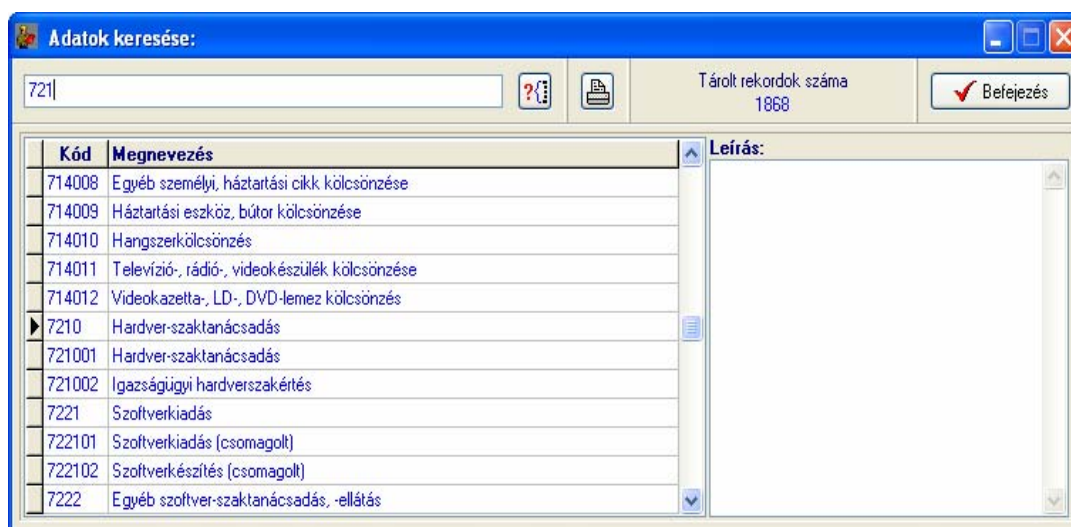 Adatok keresése:
721
?{
Tárolt rekordok száma
1868
Befejezés
Kód Megnevezés
714008 Egyéb személyi, háztartási cikk kölcsönzése
714009 Háztartási eszköz, bútor kölcsönzése
714010 Hangszerkölcsönzés
714011 Televízió-, rádió-, videokészülék kölcsönzése
714012 Videokazetta-, LD-, DVD-lemez kölcsönzés
7210 Hardver-szaktanácsadás
721001 Hardver-szaktanácsadás
721002 Igazságügyi hardverszakértés
7221 Szoftverkiadás
722101 Szoftverkiadás (csomagolt)
722102 Szoftverkészítés (csomagolt)
7222 Egyéb szoftver-szaktanácsadás, -ellátás
Leírás: